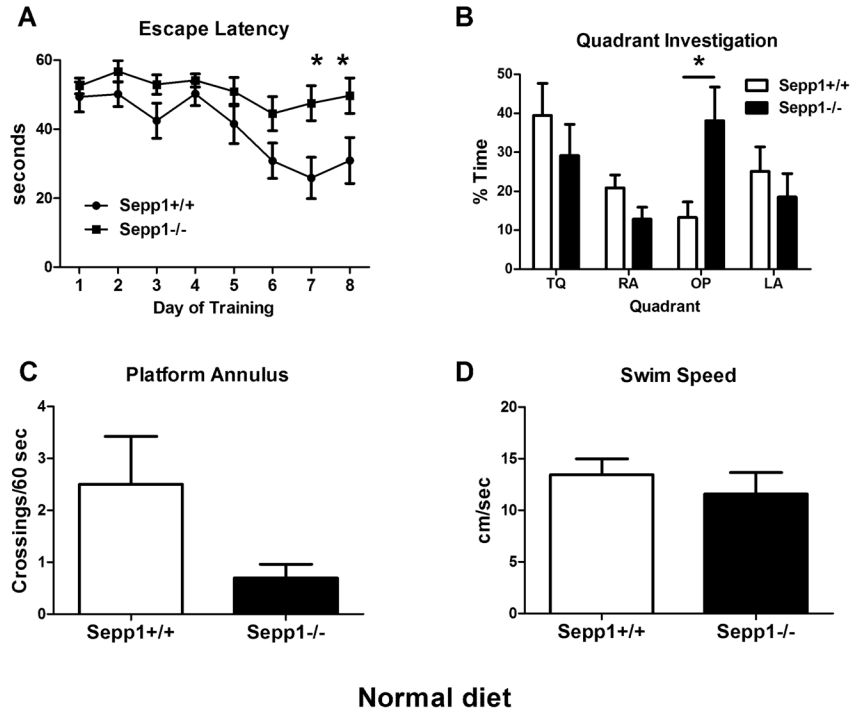 A
Escape Latency
* *
60
40
20
0
seconds
Sepp1+/+
Sepp1-/-
1 2 3 4 5 6 7 8
Day of Training
B
Quadrant Investigation
*
Sepp1+/+
Sepp1-/-
50
40
30
20
10
0
% Time
TQ RA OP LA
Quadrant
C
Platform Annulus
4
3
2
1
0
Crossings/60 sec
Sepp1+/+ Sepp1-/-
D
Swim Speed
20
15
10
5
0
cm/sec
Sepp1+/+ Sepp1-/-
Normal diet